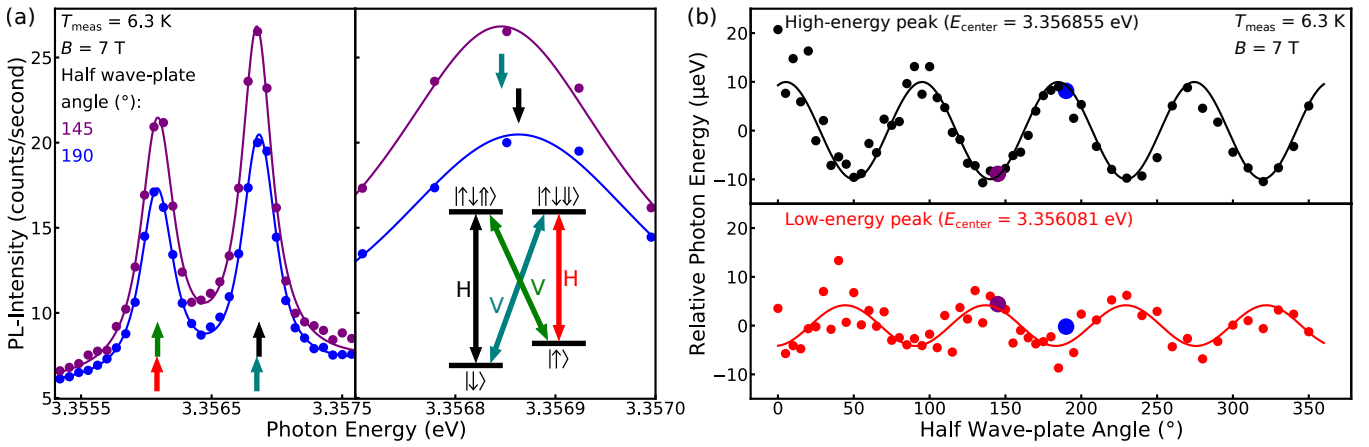 (a)
T_meas = 6.3 K
B = 7 T
Half wave-plate
angle (°):
145
190
PL-Intensity (counts/second)
25
20
15
10
5
3.3555
3.3565
3.3575
3.3568
3.3569
3.3570
Photon Energy (eV)
|↑↓⇑⟩
|↑↓⇓⟩
H
V
V
H
|↓⟩
|↑⟩
(b)
High-energy peak (E_center = 3.356855 eV)
T_meas = 6.3 K
B = 7 T
20
10
0
−10
Low-energy peak (E_center = 3.356081 eV)
20
10
0
−10
Relative Photon Energy (μeV)
0
50
100
150
200
250
300
350
Half Wave-plate Angle (°)